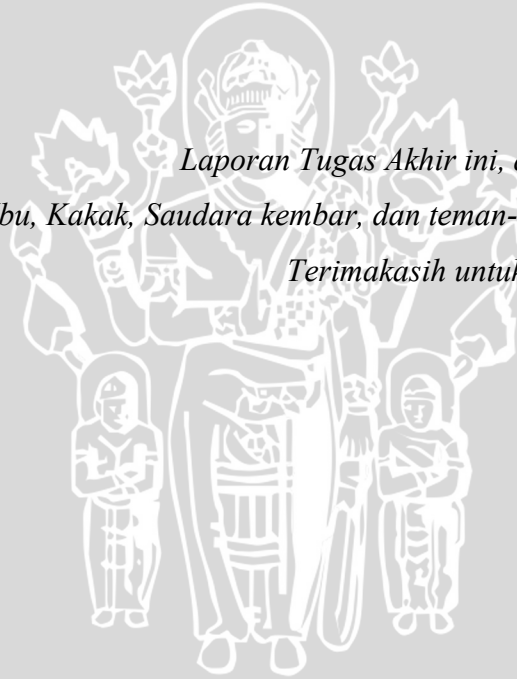 Laporan Tugas Akhir ini,
bu, Kakak, Saudara kembar, dan teman-
Terimakasih untuk